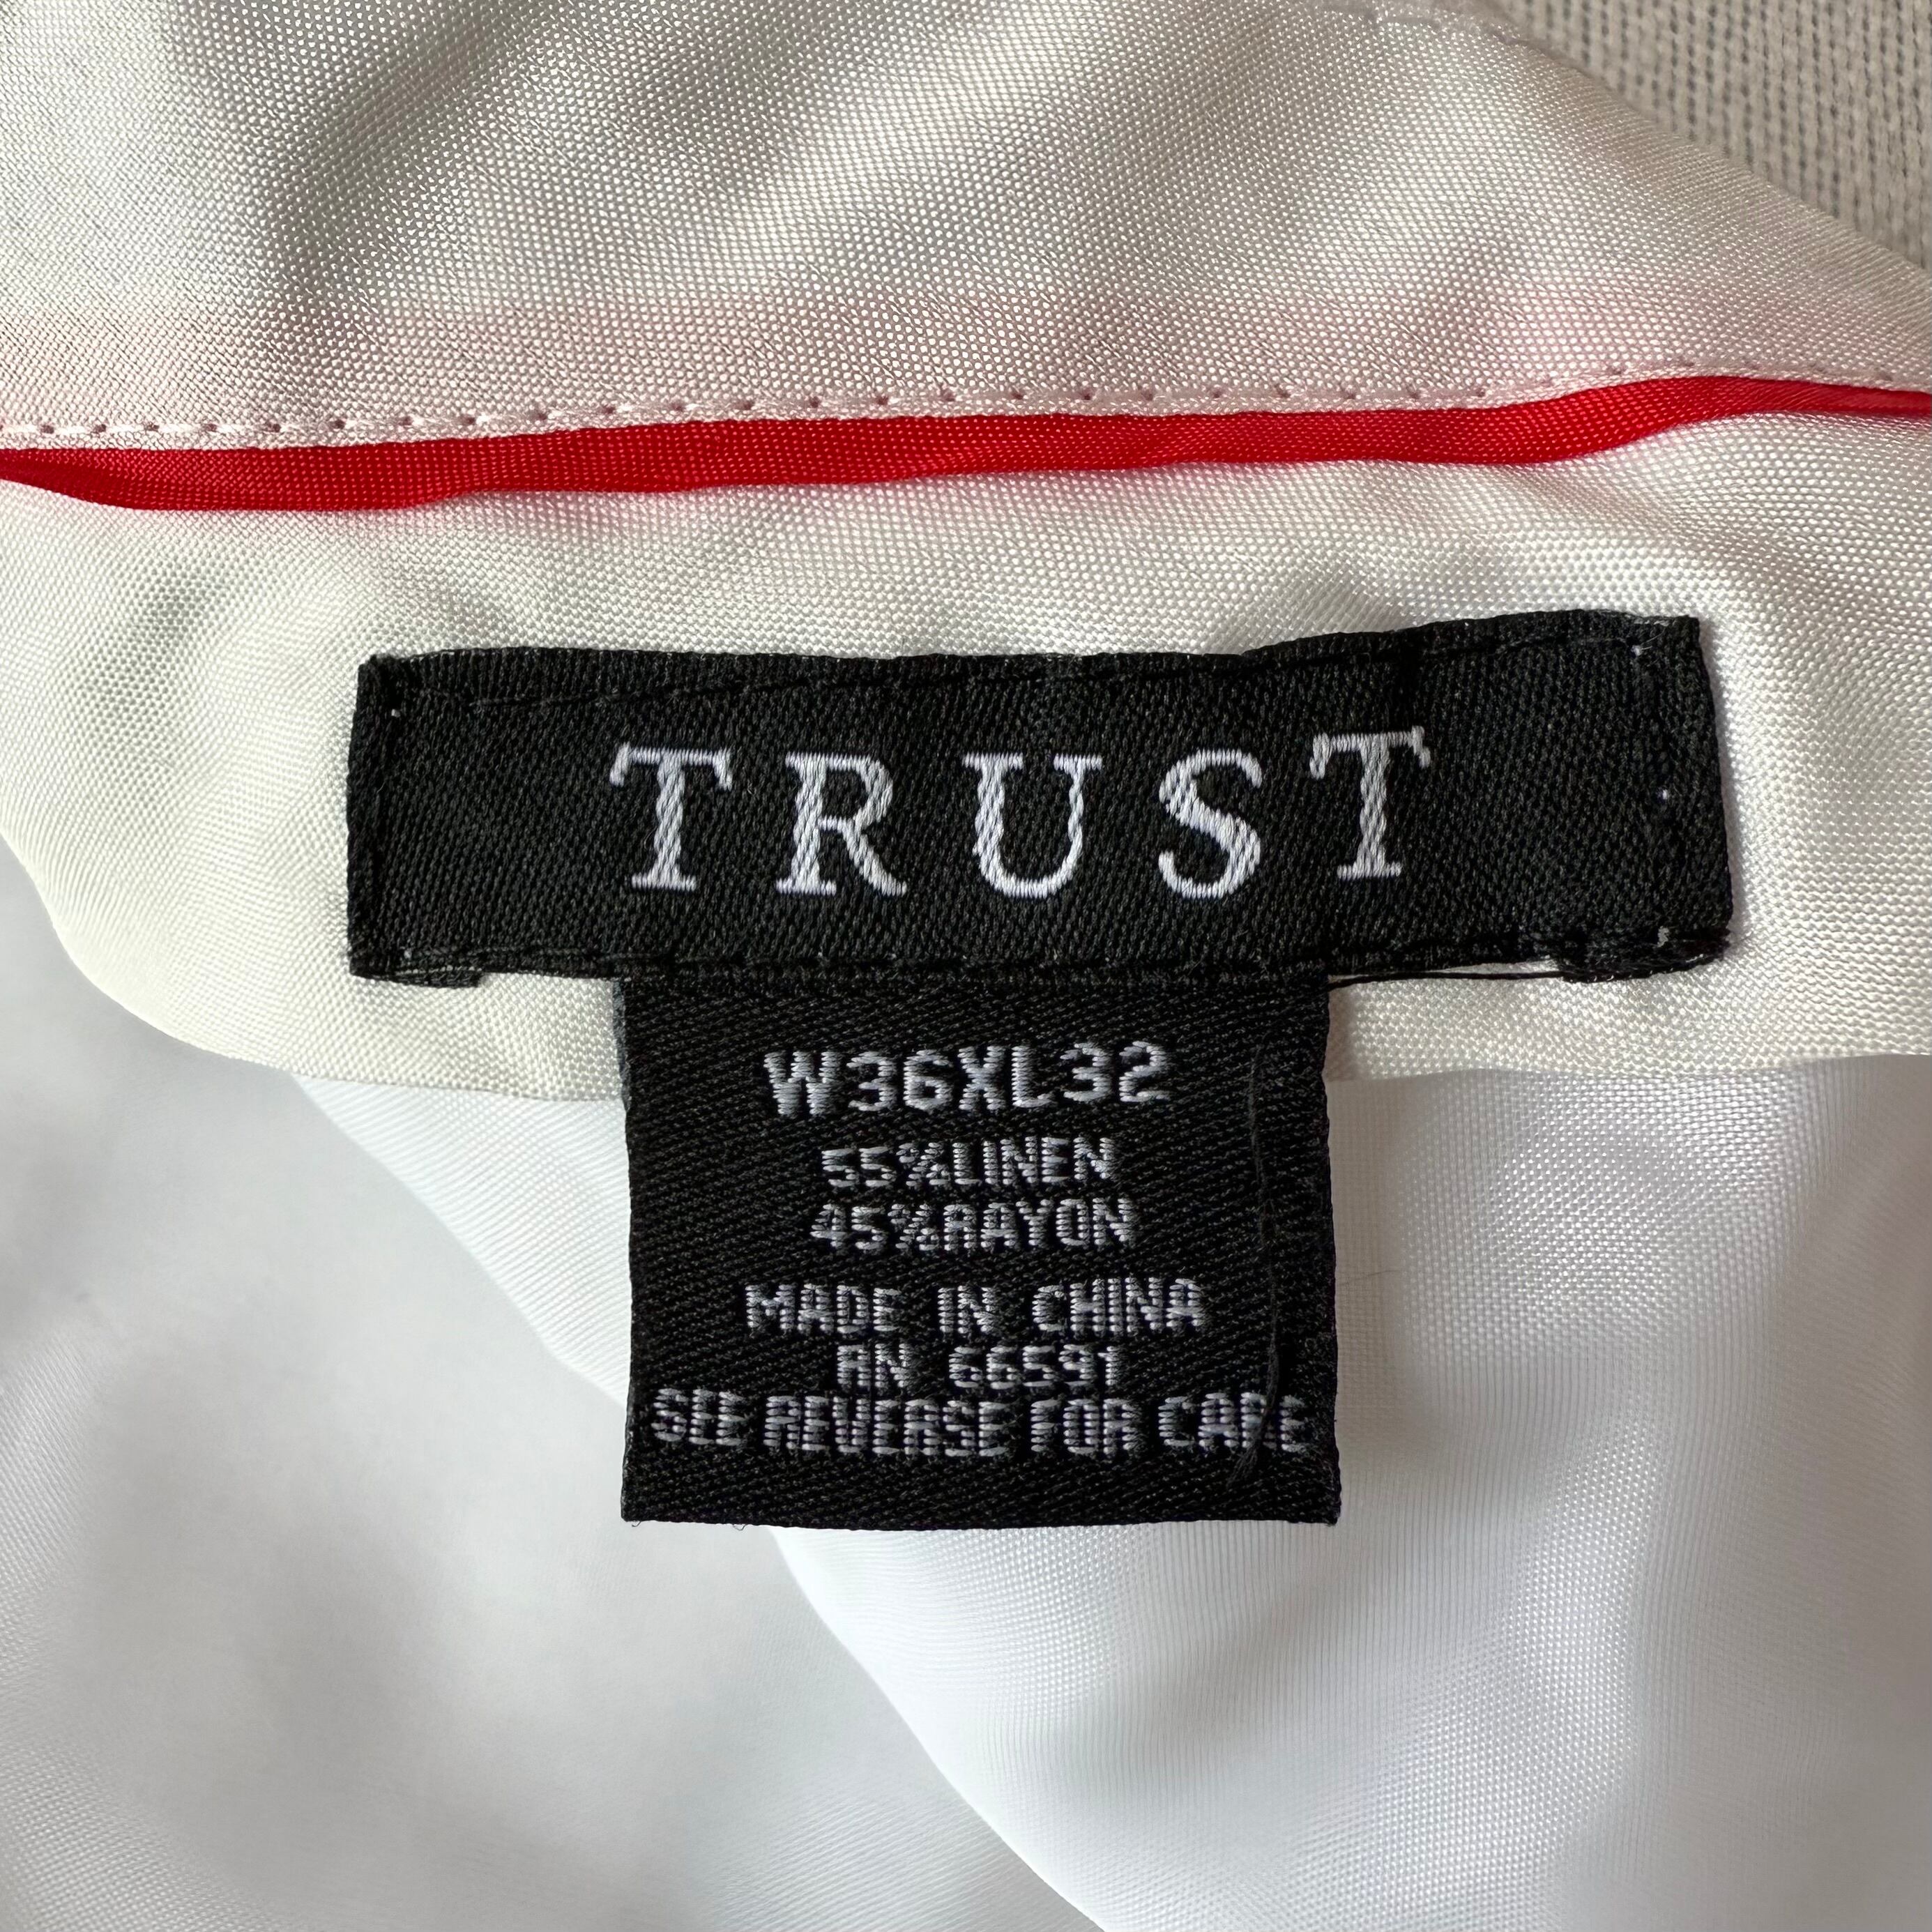 TRUST
W36XL32
55%LINEN
45%RAYON
MADE IN CHINA
RN 66591
SEE REVERSE FOR CARE